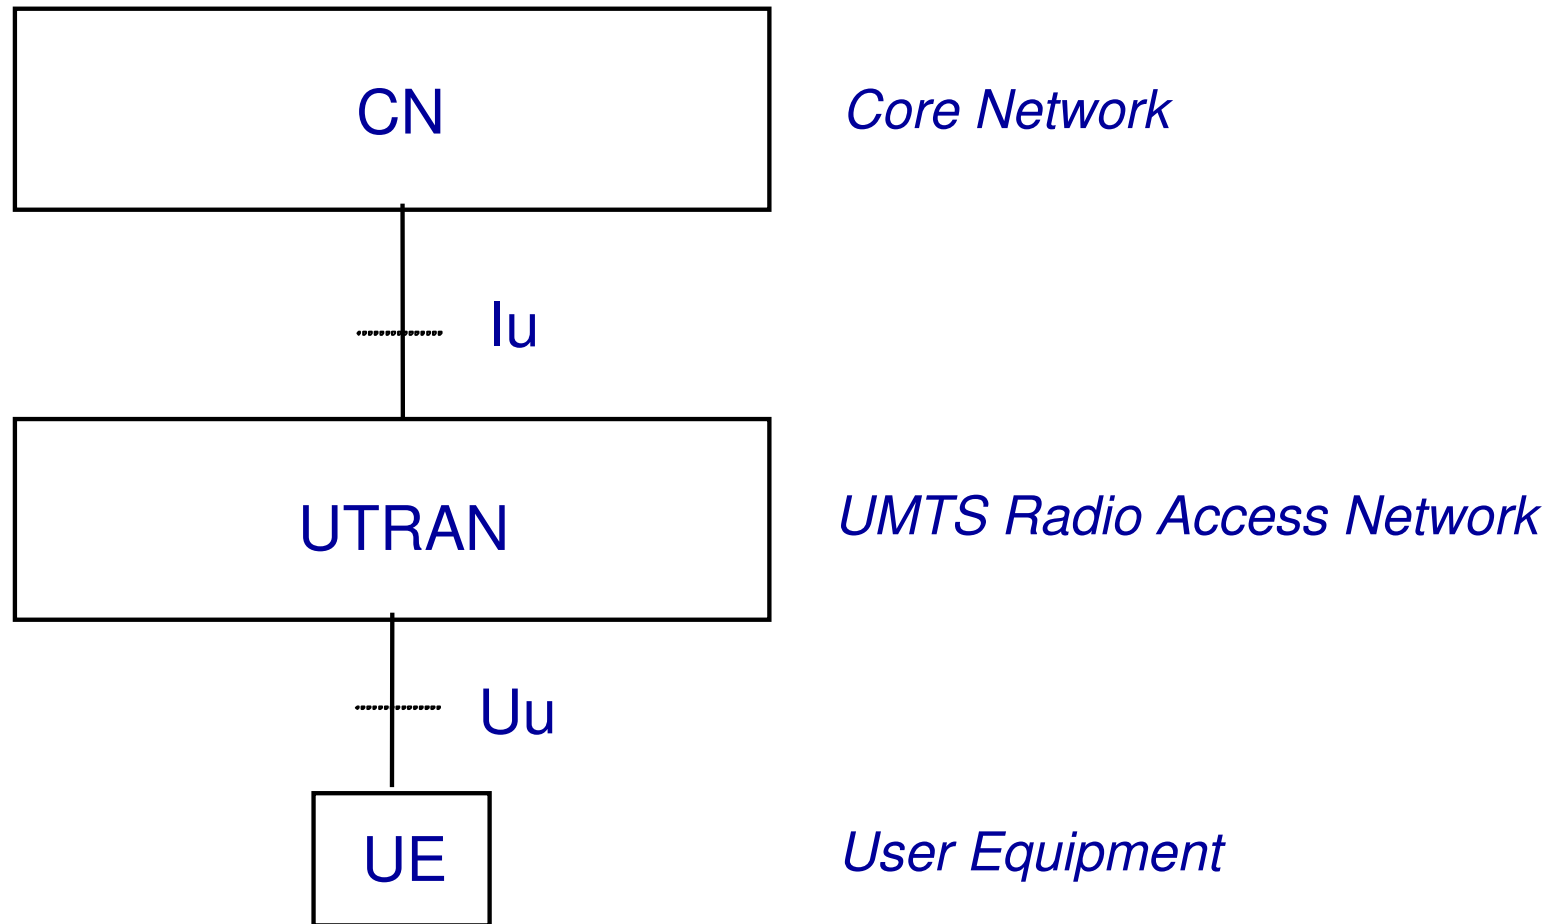 CN
Core Network
Iu
UTRAN
UMTS Radio Access Network
Uu
UE
User Equipment